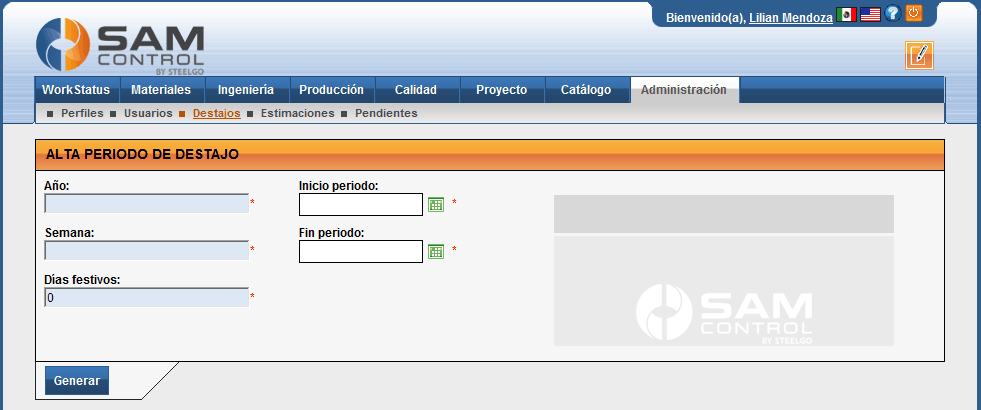 Bienvenido(a), Lilian Mendoza
SAM
CONTROL
BY STEELGO
WorkStatus Materiales Ingeniería Producción Calidad Proyecto Catálogo Administración
Perfiles Usuarios Destajos Estimaciones Pendientes
ALTA PERIODO DE DESTAJO
Año: Inicio periodo:
* *
Semana: Fin periodo:
* *
Días festivos:
0 *
SAM
CONTROL
BY STEELGO
Generar